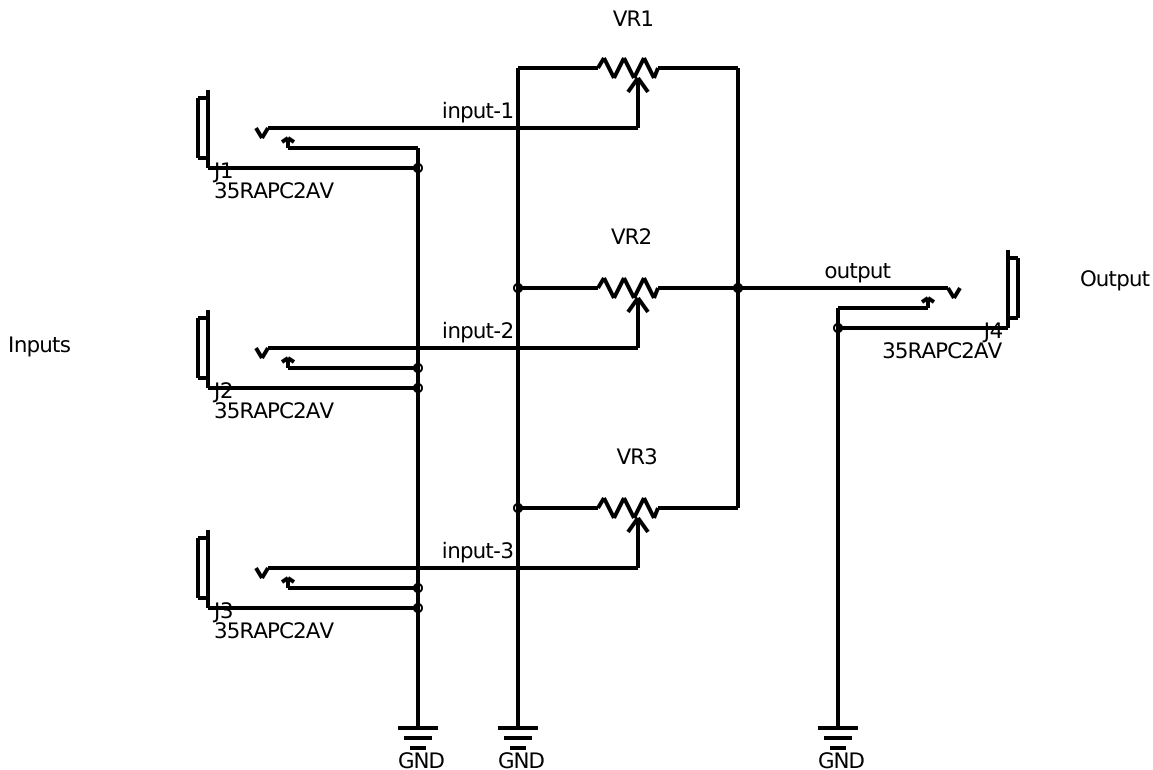 VR1
input-1
J1
35RAPC2AV
VR2
output
Output
input-2
Inputs
J4
35RAPC2AV
J2
35RAPC2AV
VR3
input-3
J3
35RAPC2AV
GND
GND
GND